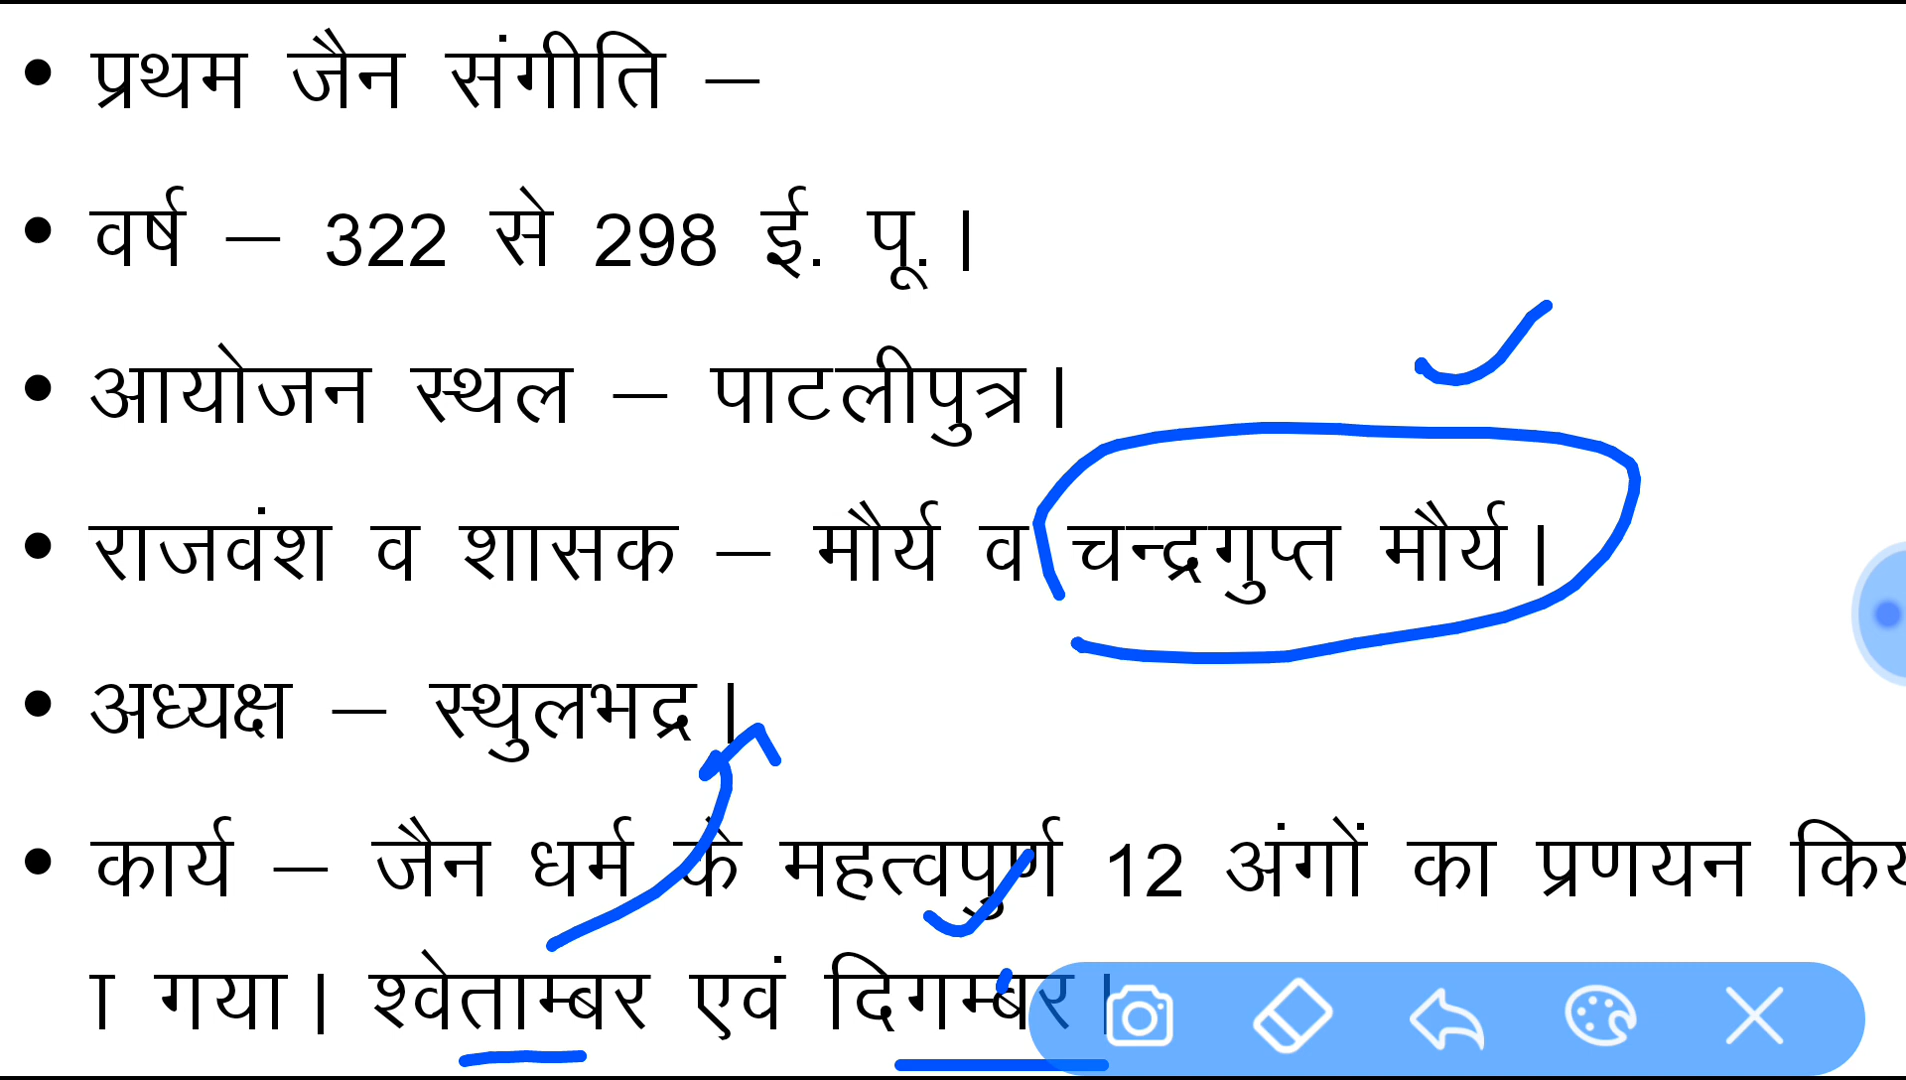 • प्रथम जैन संगीति –
• वर्ष – 322 से 298 ई. पू.।
• आयोजन स्थल – पाटलीपुत्र।
• राजवंश व शासक – मौर्य व चन्द्रगुप्त मौर्य।
• अध्यक्ष – स्थुलभद्र।
• कार्य – जैन धर्म के महत्वपुर्ण 12 अंगों का प्रणयन किय
ा गया। श्वेताम्बर एवं दिगम्बर।